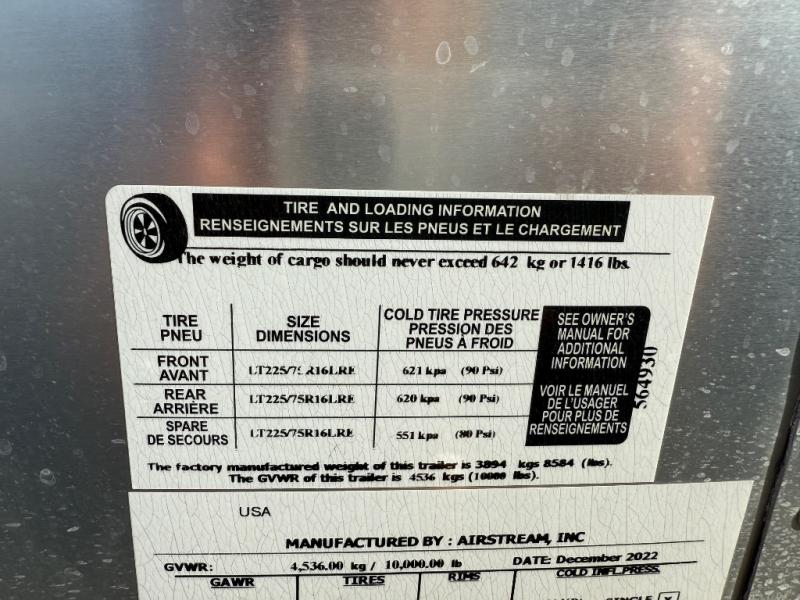 TIRE AND LOADING INFORMATION
RENSEIGNEMENTS SUR LES PNEUS ET LE CHARGEMENT
The weight of cargo should never exceed 642 kg or 1416 lbs.
TIRE PNEU SIZE DIMENSIONS COLD TIRE PRESSURE PRESSION DES PNEUS À FROID
FRONT AVANT LT225/75R16LRE 621 kpa (90 Psi)
REAR ARRIÈRE LT225/75R16LRE 620 kpa (90 Psi)
SPARE DE SECOURS LT225/75R16LRE 551 kpa (80 Psi)
SEE OWNER'S
MANUAL FOR
ADDITIONAL
INFORMATION
VOIR LE MANUEL
DE L'USAGER
POUR PLUS DE
RENSEIGNEMENTS
564930
The factory manufactured weight of this trailer is 3894 kgs 8584 (lbs).
The GVWR of this trailer is 4536 kgs (10000 lbs).
USA
MANUFACTURED BY : AIRSTREAM, INC
GVWR: 4,536.00 kg / 10,000.00 lb DATE: December 2022
GAWR TIRES RIMS COLD INFL.PRESS.
SINGLE